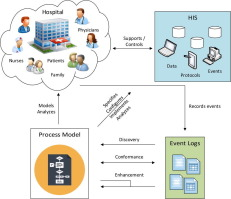 Hospital
Physicians
Nurses
Patients
Family
HIS
Data
Protocols
Events
Supports /
Controls
Models
Analyzes
Specifies
Configures
Implements
Analyzes
Records events
Process Model
Discovery
Conformance
Enhancement
Event Logs